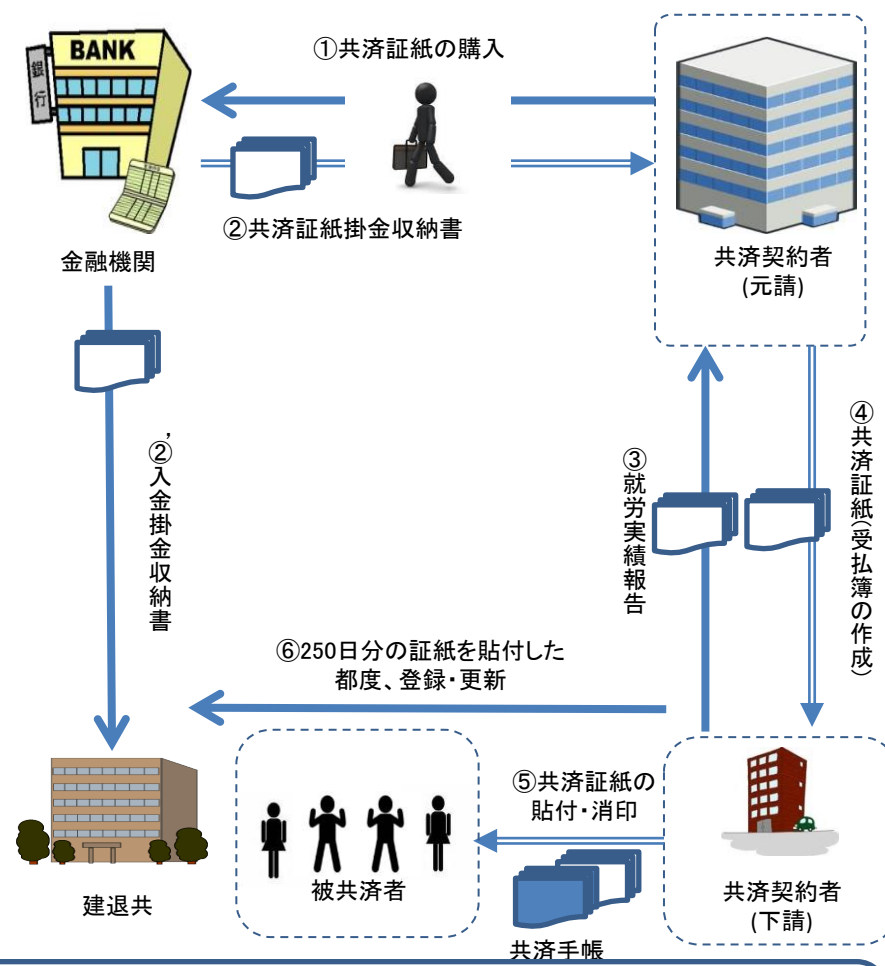 BANK
銀行
①共済証紙の購入
②共済証紙掛金収納書
金融機関
共済契約者
(元請)
②'入金掛金収納書
③就労実績報告
④共済証紙(受払簿の作成)
⑥250日分の証紙を貼付した
都度、登録・更新
⑤共済証紙の
貼付・消印
建退共
被共済者
共済手帳
共済契約者
(下請)